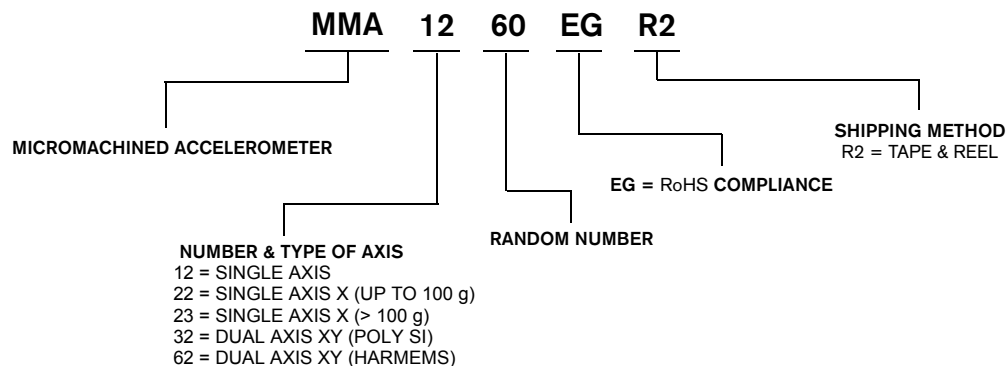 MMA 12 60 EG R2
MICROMACHINED ACCELEROMETER
SHIPPING METHOD
R2 = TAPE & REEL
EG = RoHS COMPLIANCE
RANDOM NUMBER
NUMBER & TYPE OF AXIS
12 = SINGLE AXIS
22 = SINGLE AXIS X (UP TO 100 g)
23 = SINGLE AXIS X (> 100 g)
32 = DUAL AXIS XY (POLY SI)
62 = DUAL AXIS XY (HARMEMS)